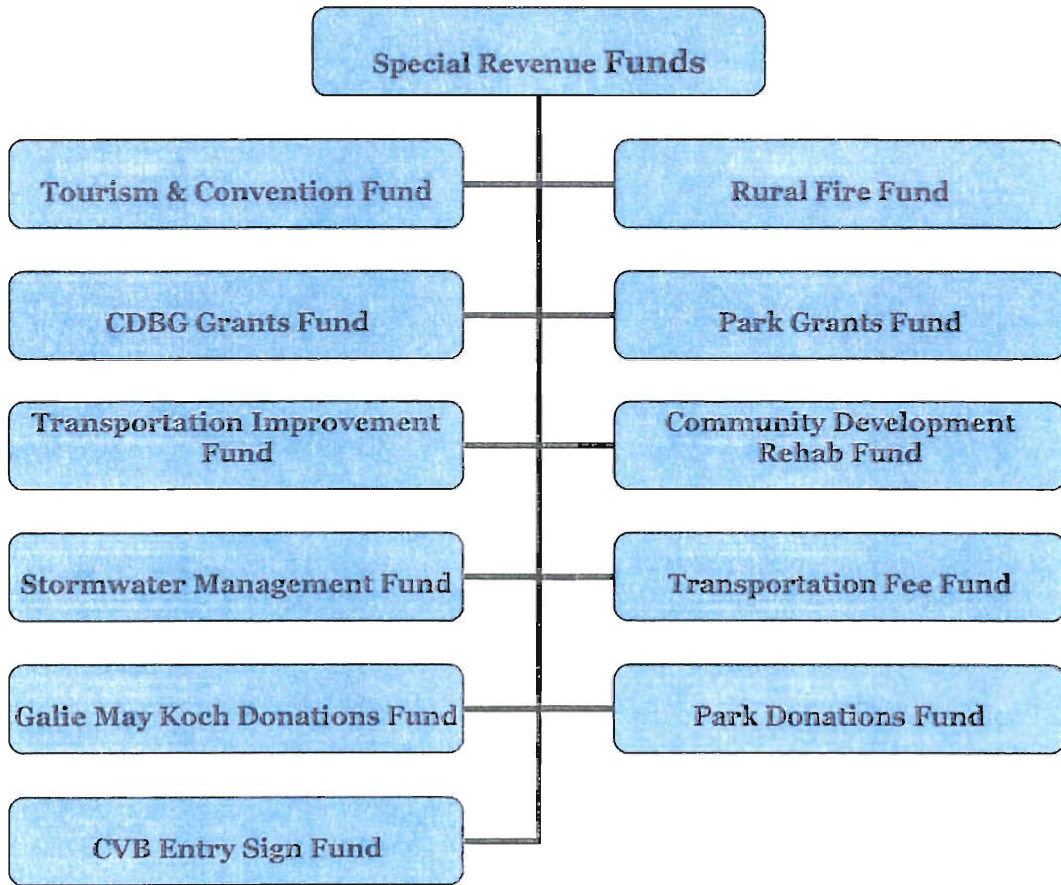 Special Revenue Funds
Tourism & Convention Fund
Rural Fire Fund
CDBG Grants Fund
Park Grants Fund
Transportation Improvement
Fund
Community Development
Rehab Fund
Stormwater Management Fund
Transportation Fee Fund
Galie May Koch Donations Fund
Park Donations Fund
CVB Entry Sign Fund